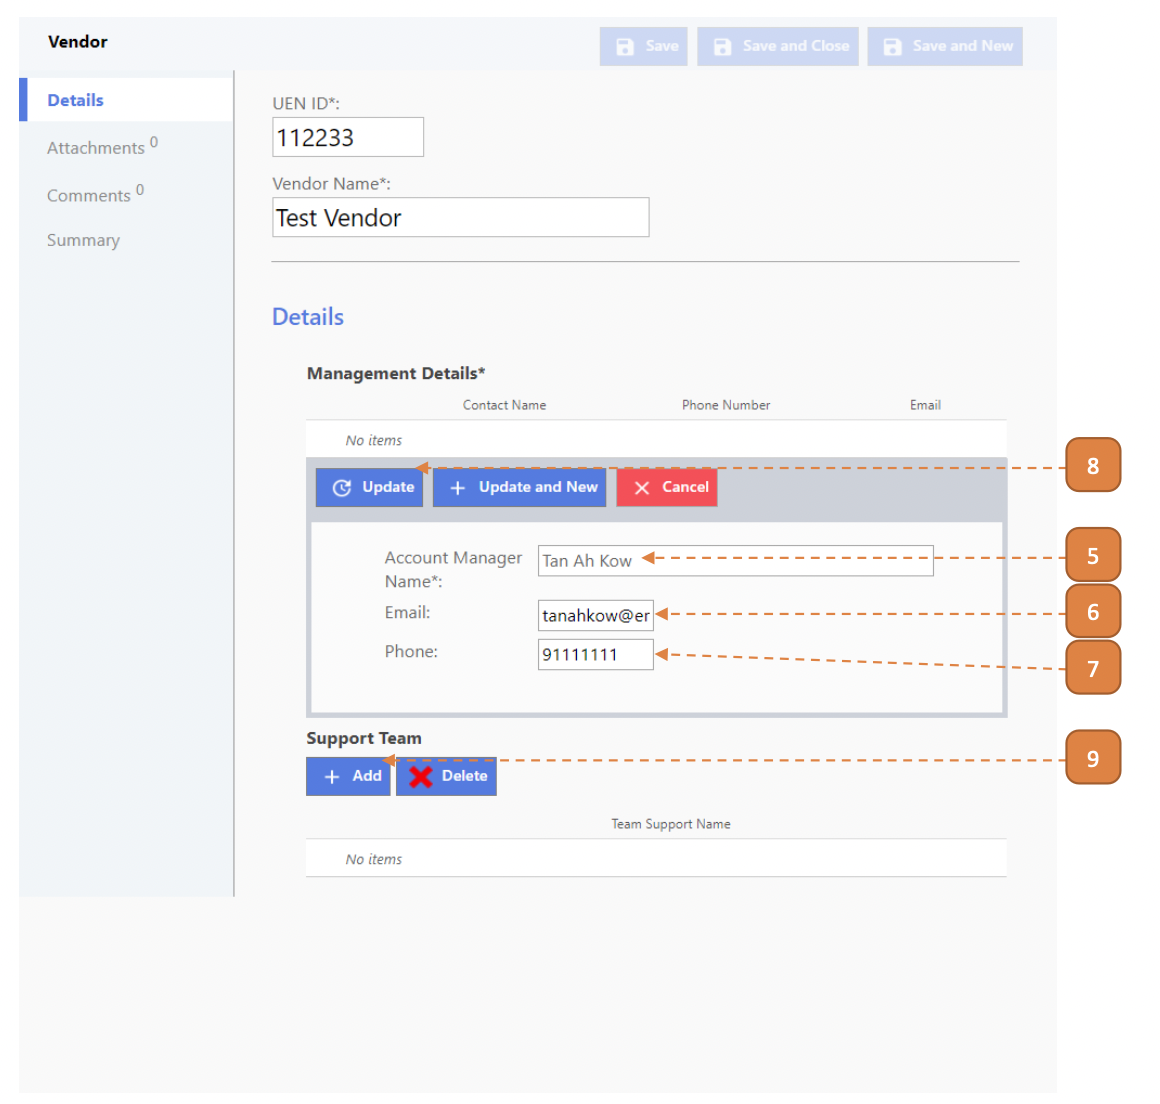 Vendor
Save
Save and Close
Save and New
Details
Attachments 0
Comments 0
Summary
UEN ID*:
112233
Vendor Name*:
Test Vendor
Details
Management Details*
Contact Name Phone Number Email
No items
8
Update
Update and New
Cancel
Account Manager Name*:
Tan Ah Kow
5
Email:
tanahkow@er
6
Phone:
91111111
7
Support Team
9
Add
Delete
Team Support Name
No items